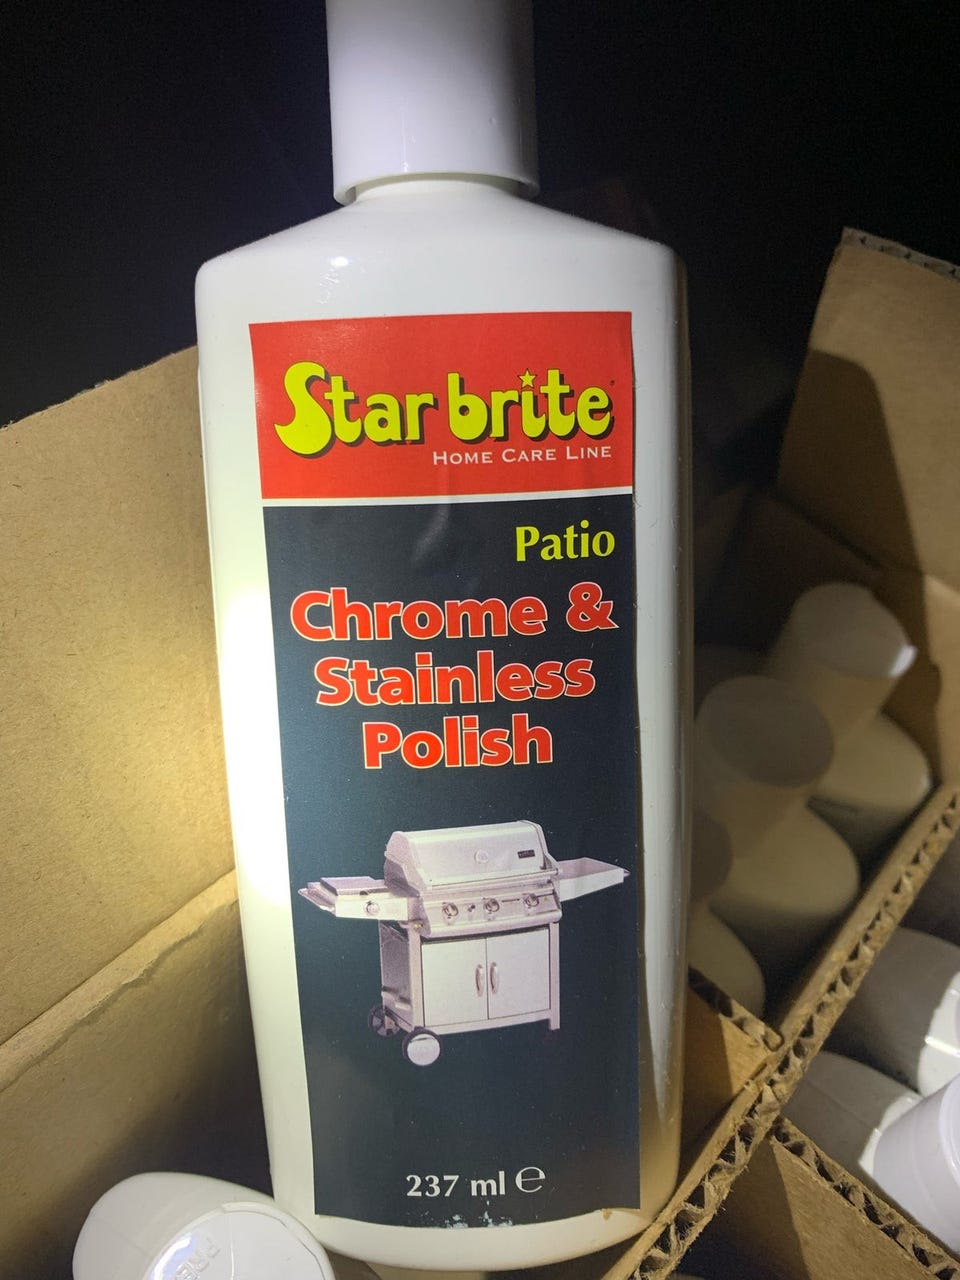 Star brite
HOME CARE LINE
Patio
Chrome &
Stainless
Polish
237 ml ℮